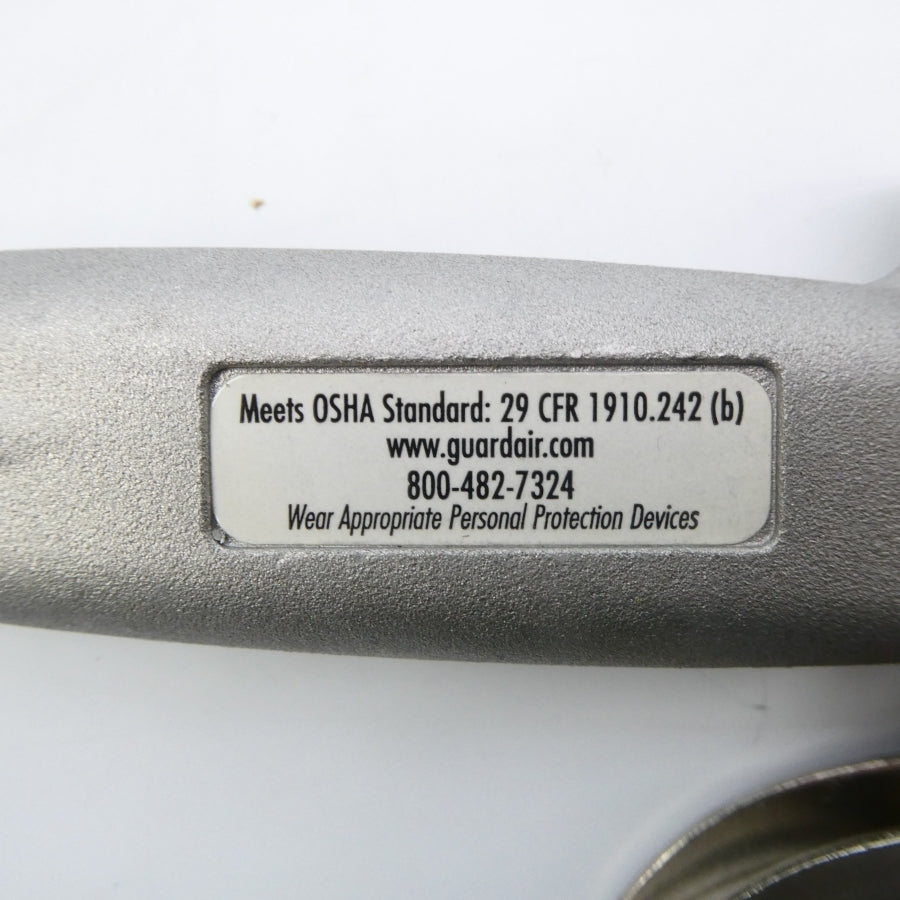 Meets OSHA Standard: 29 CFR 1910.242 (b)
www.guardair.com
800-482-7324
Wear Appropriate Personal Protection Devices